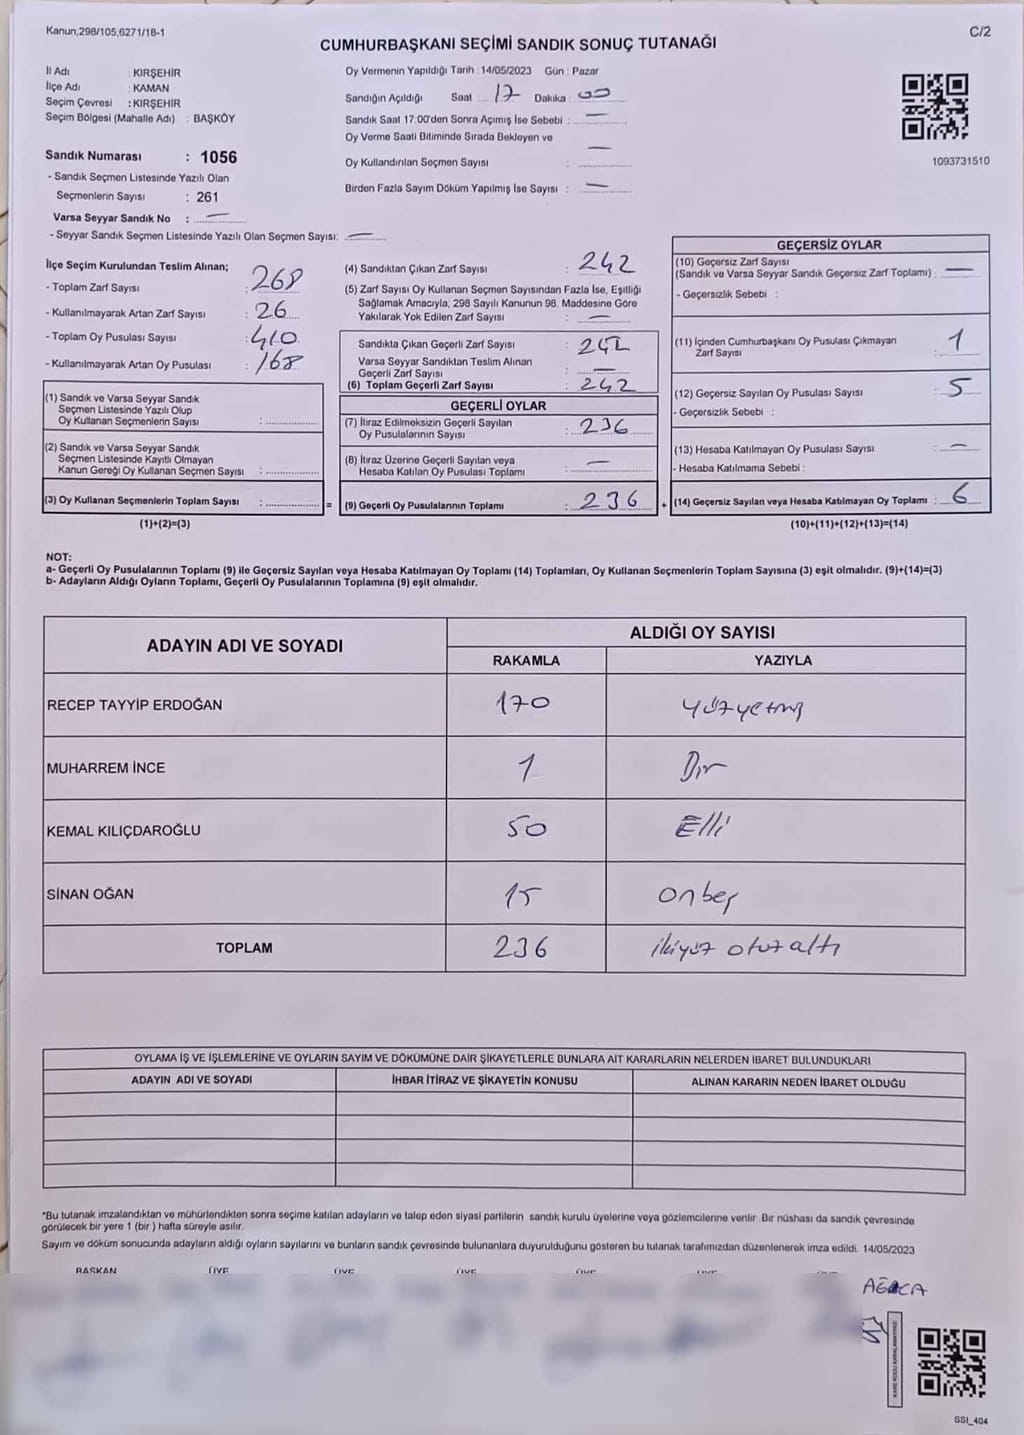 Kanun,298/105,6271/18-1
C/2
CUMHURBAŞKANI SEÇİMİ SANDIK SONUÇ TUTANAĞI
İl Adı : KIRŞEHİR
İlçe Adı : KAMAN
Seçim Çevresi : KIRŞEHİR
Seçim Bölgesi (Mahalle Adı) : BAŞKÖY
Sandık Numarası : 1056
- Sandık Seçmen Listesinde Yazılı Olan
Seçmenlerin Sayısı : 261
Varsa Seyyar Sandık No : —
- Seyyar Sandık Seçmen Listesinde Yazılı Olan Seçmen Sayısı: —
Oy Vermenin Yapıldığı Tarih : 14/05/2023 Gün : Pazar
Sandığın Açıldığı Saat : 17 Dakika : 00
Sandık Saat 17:00'den Sonra Açımış İse Sebebi : —
Oy Verme Saati Bitiminde Sırada Bekleyen ve
Oy Kullandırılan Seçmen Sayısı : —
Birden Fazla Sayım Döküm Yapılmış İse Sayısı : —
1093731510
İlçe Seçim Kurulundan Teslim Alınan;
- Toplam Zarf Sayısı : 268
- Kullanılmayarak Artan Zarf Sayısı : 26
- Toplam Oy Pusulası Sayısı : 410
- Kullanılmayarak Artan Oy Pusulası : 168
(1) Sandık ve Varsa Seyyar Sandık
Seçmen Listesinde Yazılı Olup
Oy Kullanan Seçmenlerin Sayısı :
(2) Sandık ve Varsa Seyyar Sandık
Seçmen Listesinde Kayıtlı Olmayan
Kanun Gereği Oy Kullanan Seçmen Sayısı :
(3) Oy Kullanan Seçmenlerin Toplam Sayısı : =
(1)+(2)=(3)
(4) Sandıktan Çıkan Zarf Sayısı : 242
(5) Zarf Sayısı Oy Kullanan Seçmen Sayısından Fazla İse, Eşitliği
Sağlamak Amacıyla; 298 Sayılı Kanunun 98. Maddesine Göre
Yakılarak Yok Edilen Zarf Sayısı : —
Sandıkta Çıkan Geçerli Zarf Sayısı : 242
Varsa Seyyar Sandıktan Teslim Alınan
Geçerli Zarf Sayısı : —
(6) Toplam Geçerli Zarf Sayısı : 242
GEÇERLİ OYLAR
(7) İtiraz Edilmeksizin Geçerli Sayılan
Oy Pusulalarının Sayısı : 236
(8) İtiraz Üzerine Geçerli Sayılan veya
Hesaba Katılan Oy Pusulası Toplamı : —
(9) Geçerli Oy Pusulalarının Toplamı : 236 +
GEÇERSİZ OYLAR
(10) Geçersiz Zarf Sayısı
(Sandık ve Varsa Seyyar Sandık Geçersiz Zarf Toplamı) : —
- Geçersizlik Sebebi :
(11) İçinden Cumhurbaşkanı Oy Pusulası Çıkmayan
Zarf Sayısı : 1
(12) Geçersiz Sayılan Oy Pusulası Sayısı : 5
- Geçersizlik Sebebi :
(13) Hesaba Katılmayan Oy Pusulası Sayısı : —
- Hesaba Katılmama Sebebi :
(14) Geçersiz Sayılan veya Hesaba Katılmayan Oy Toplamı : 6
(10)+(11)+(12)+(13)=(14)
NOT:
a- Geçerli Oy Pusulalarının Toplamı (9) ile Geçersiz Sayılan veya Hesaba Katılmayan Oy Toplamı (14) Toplamları, Oy Kullanan Seçmenlerin Toplam Sayısına (3) eşit olmalıdır. (9)+(14)=(3)
b- Adayların Aldığı Oyların Toplamı, Geçerli Oy Pusulalarının Toplamına (9) eşit olmalıdır.
ADAYIN ADI VE SOYADI
ALDIĞI OY SAYISI
RAKAMLA YAZIYLA
RECEP TAYYİP ERDOĞAN 170 yüzyetmiş
MUHARREM İNCE 1 Bir
KEMAL KILIÇDAROĞLU 50 Elli
SİNAN OĞAN 15 onbeş
TOPLAM 236 ikiyüz otuz altı
OYLAMA İŞ VE İŞLEMLERİNE VE OYLARIN SAYIM VE DÖKÜMÜNE DAİR ŞİKAYETLERLE BUNLARA AİT KARARLARIN NELERDEN İBARET BULUNDUKLARI
ADAYIN ADI VE SOYADI İHBAR İTİRAZ VE ŞİKAYETİN KONUSU ALINAN KARARIN NEDEN İBARET OLDUĞU
*Bu tutanak imzalandıktan ve mühürlendikten sonra seçime katılan adayların ve talep eden siyasi partilerin sandık kurulu üyelerine veya gözlemcilerine verilir. Bir nüshası da sandık çevresinde
görülecek bir yere 1 (bir ) hafta süreyle asılır.
Sayım ve döküm sonucunda adayların aldığı oyların sayılarını ve bunların sandık çevresinde bulunanlara duyurulduğunu gösteren bu tutanak tarafımızdan düzenlenerek imza edildi. 14/05/2023
BAŞKAN ÜYE ÜYE ÜYE ÜYE ÜYE ÜYE
SSI_404